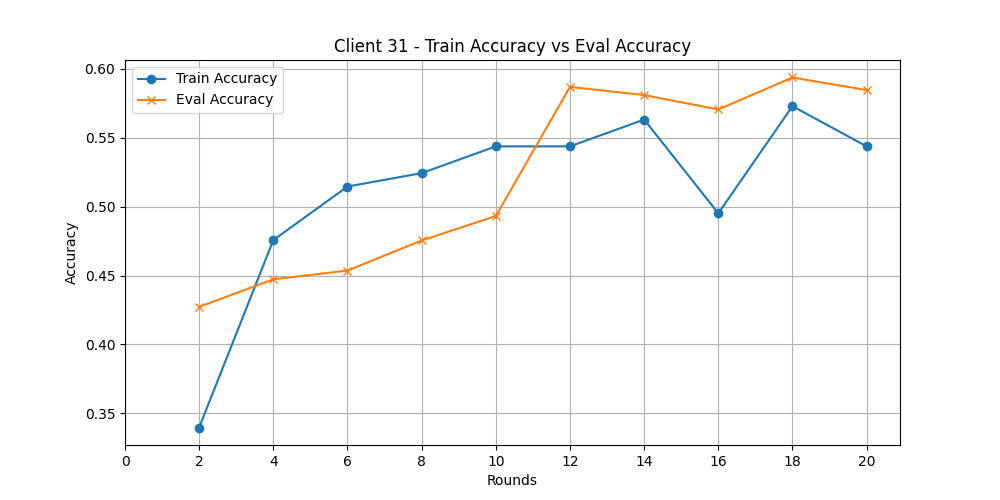 Client 31 - Train Accuracy vs Eval Accuracy
Train Accuracy
Eval Accuracy
0.60
0.55
0.50
0.45
0.40
0.35
Accuracy
0 2 4 6 8 10 12 14 16 18 20
Rounds